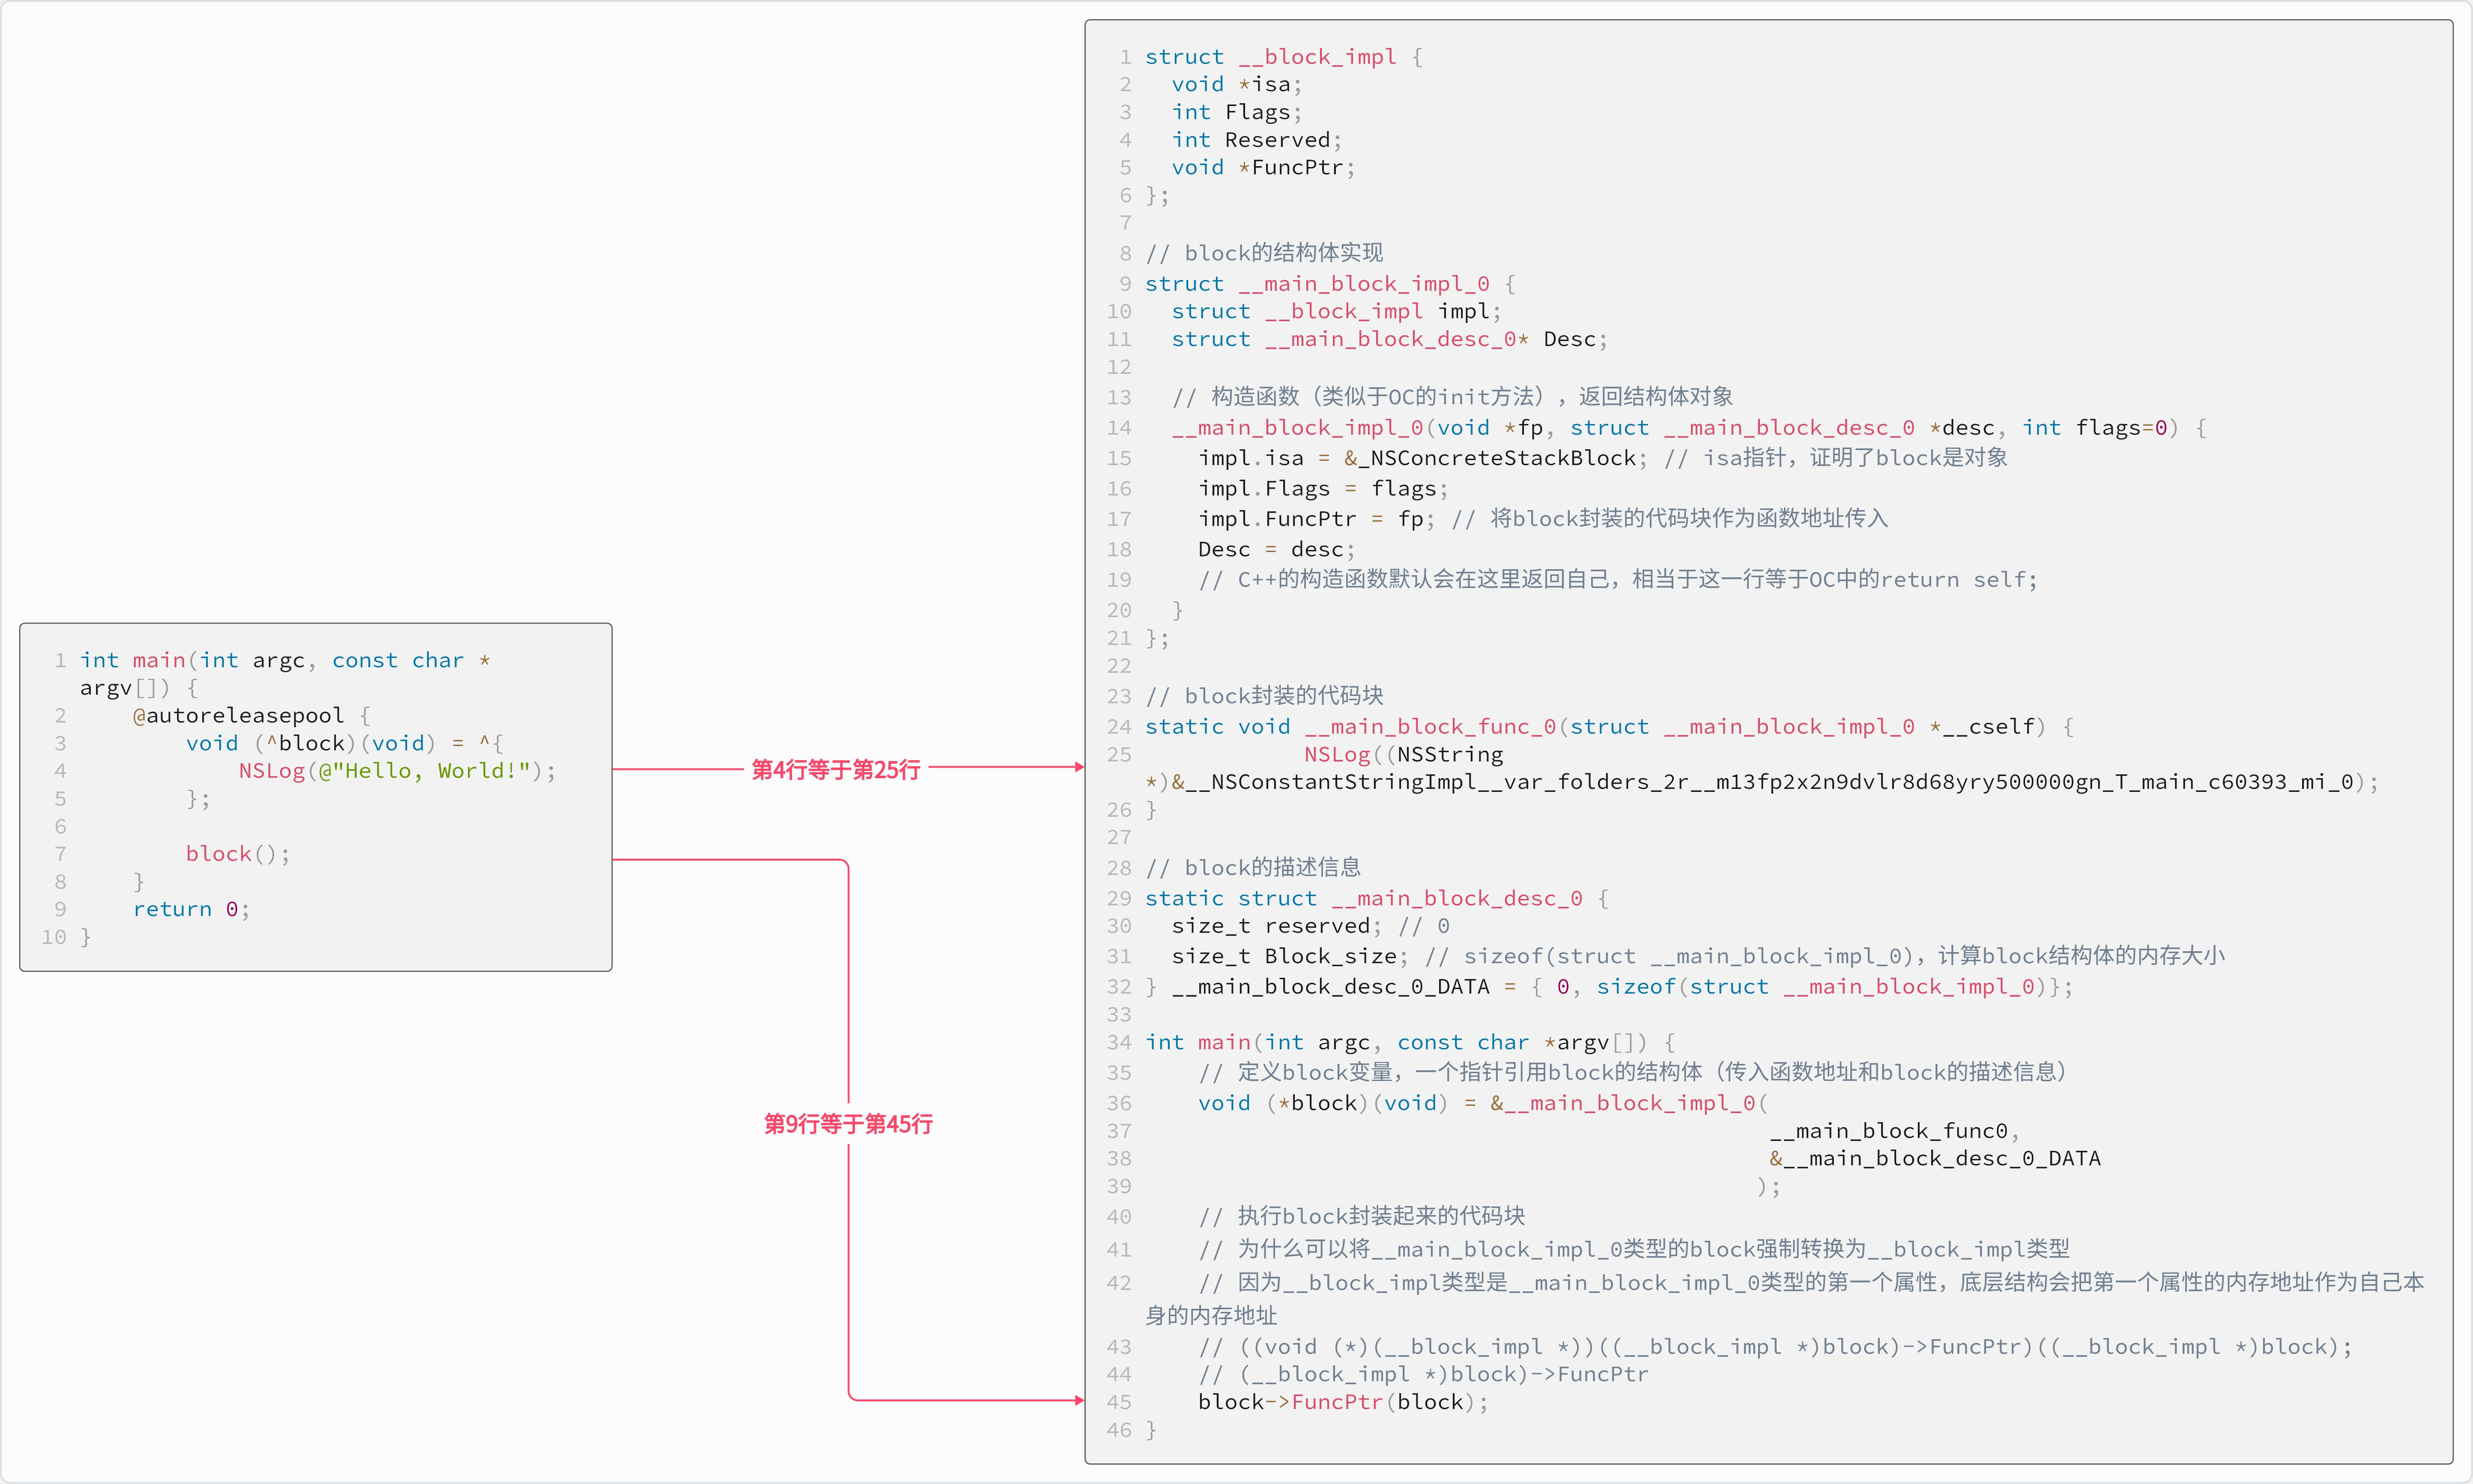 1 int main(int argc, const char *
argv[]) {
2     @autoreleasepool {
3         void (^block)(void) = ^{
4             NSLog(@"Hello, World!");
5         };
6
7         block();
8     }
9     return 0;
10 }
第4行等于第25行
第9行等于第45行
1 struct __block_impl {
2   void *isa;
3   int Flags;
4   int Reserved;
5   void *FuncPtr;
6 };
7
8 // block的结构体实现
9 struct __main_block_impl_0 {
10   struct __block_impl impl;
11   struct __main_block_desc_0* Desc;
12
13   // 构造函数（类似于OC的init方法），返回结构体对象
14   __main_block_impl_0(void *fp, struct __main_block_desc_0 *desc, int flags=0) {
15     impl.isa = &_NSConcreteStackBlock; // isa指针，证明了block是对象
16     impl.Flags = flags;
17     impl.FuncPtr = fp; // 将block封装的代码块作为函数地址传入
18     Desc = desc;
19     // C++的构造函数默认会在这里返回自己，相当于这一行等于OC中的return self;
20   }
21 };
22
23 // block封装的代码块
24 static void __main_block_func_0(struct __main_block_impl_0 *__cself) {
25             NSLog((NSString
*)&__NSConstantStringImpl__var_folders_2r__m13fp2x2n9dvlr8d68yry500000gn_T_main_c60393_mi_0);
26 }
27
28 // block的描述信息
29 static struct __main_block_desc_0 {
30   size_t reserved; // 0
31   size_t Block_size; // sizeof(struct __main_block_impl_0)，计算block结构体的内存大小
32 } __main_block_desc_0_DATA = { 0, sizeof(struct __main_block_impl_0)};
33
34 int main(int argc, const char *argv[]) {
35     // 定义block变量，一个指针引用block的结构体（传入函数地址和block的描述信息）
36     void (*block)(void) = &__main_block_impl_0(
37                                                __main_block_func0,
38                                                &__main_block_desc_0_DATA
39                                               );
40     // 执行block封装起来的代码块
41     // 为什么可以将__main_block_impl_0类型的block强制转换为__block_impl类型
42     // 因为__block_impl类型是__main_block_impl_0类型的第一个属性，底层结构会把第一个属性的内存地址作为自己本
身的内存地址
43     // ((void (*)(__block_impl *))((__block_impl *)block)->FuncPtr)((__block_impl *)block);
44     // (__block_impl *)block)->FuncPtr
45     block->FuncPtr(block);
46 }